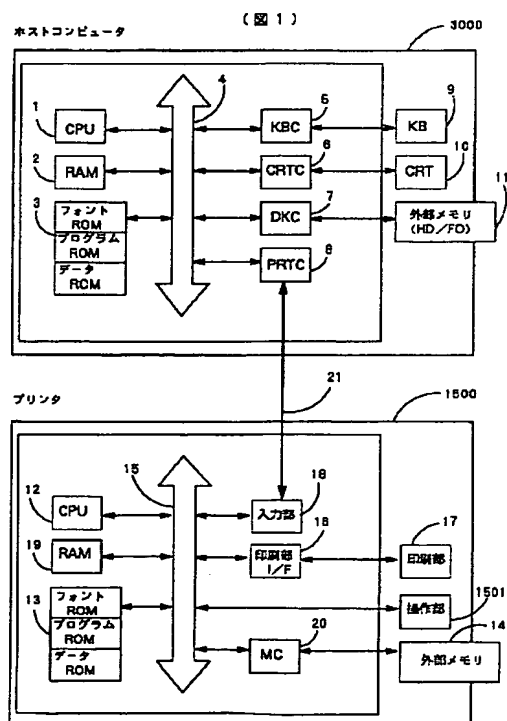 (図1)
ホストコンピュータ
3000
4
1
CPU
5
KBC
9
KB
2
RAM
6
CRTC
10
CRT
3
フォント
ROM
プログラム
ROM
データ
ROM
7
DKC
11
外部メモリ
(HD/FD)
8
PRTC
21
プリンタ
1500
15
12
CPU
18
入力部
19
RAM
16
印刷部
I/F
17
印刷部
13
フォント
ROM
プログラム
ROM
データ
ROM
1501
操作部
20
MC
14
外部メモリ